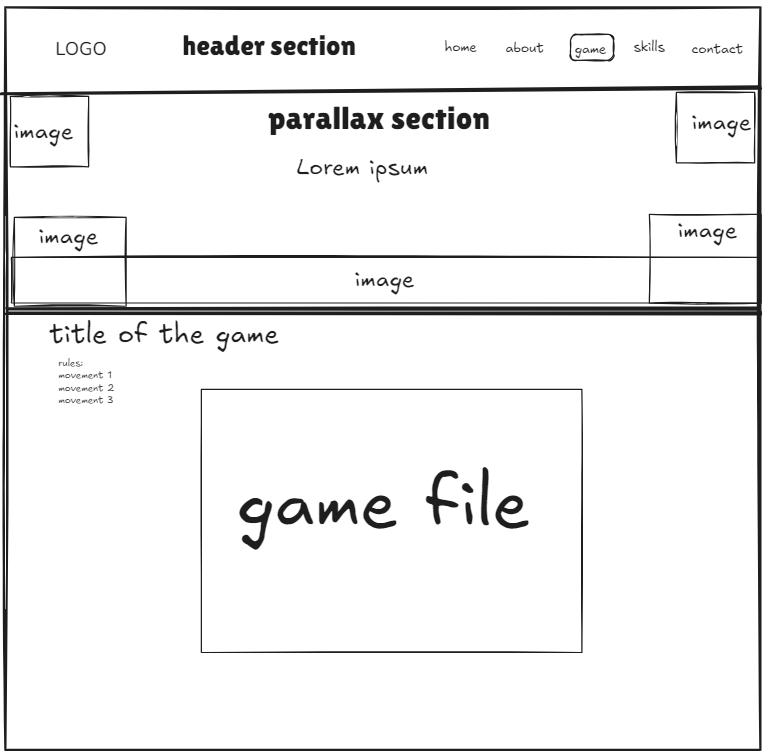 LOGO
header section
home
about
game
skills
contact
image
parallax section
image
Lorem ipsum
image
image
image
title of the game
rules:
movement 1
movement 2
movement 3
game file